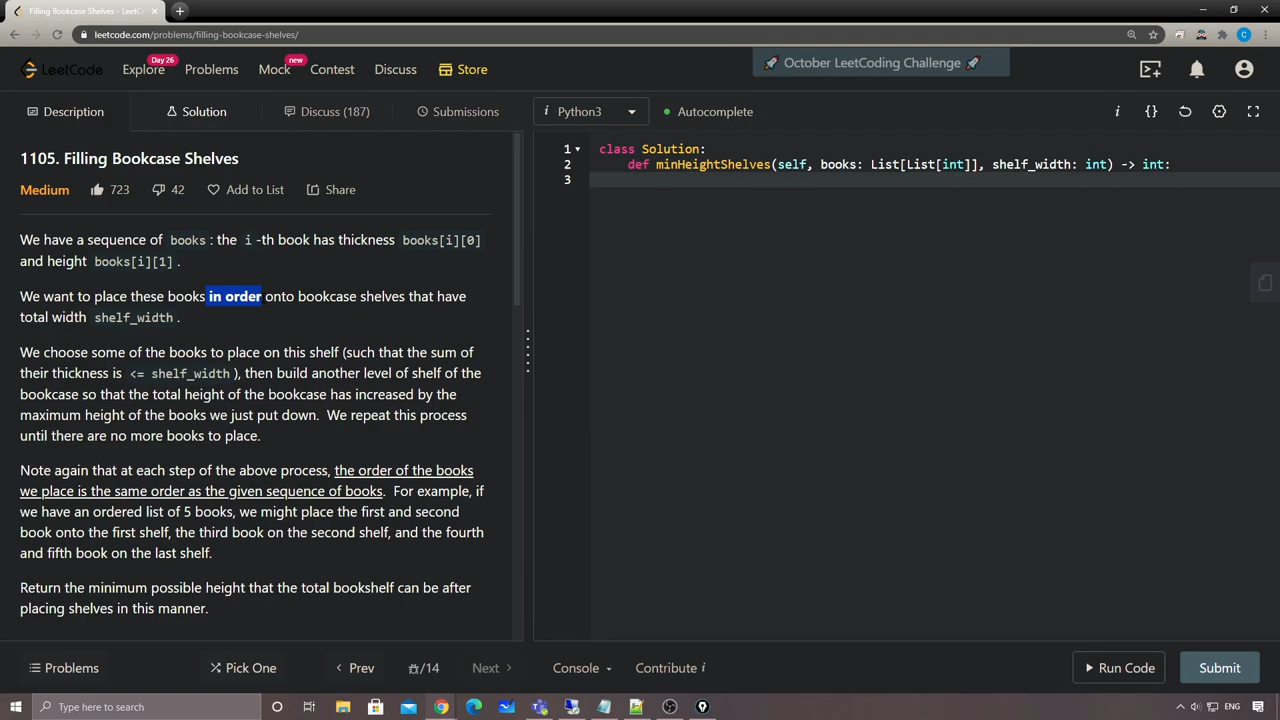 Filling Bookcase Shelves - LeetC
leetcode.com/problems/filling-bookcase-shelves/
LeetCode
Explore
Day 26
Problems
Mock
new
Contest
Discuss
Store
🚀 October LeetCoding Challenge 🚀
Description
Solution
Discuss (187)
Submissions
i Python3
Autocomplete
1105. Filling Bookcase Shelves
Medium
723
42
Add to List
Share
We have a sequence of books : the i -th book has thickness books[i][0]
and height books[i][1] .
We want to place these books in order onto bookcase shelves that have
total width shelf_width .
We choose some of the books to place on this shelf (such that the sum of
their thickness is <= shelf_width ), then build another level of shelf of the
bookcase so that the total height of the bookcase has increased by the
maximum height of the books we just put down. We repeat this process
until there are no more books to place.
Note again that at each step of the above process, the order of the books
we place is the same order as the given sequence of books. For example, if
we have an ordered list of 5 books, we might place the first and second
book onto the first shelf, the third book on the second shelf, and the fourth
and fifth book on the last shelf.
Return the minimum possible height that the total bookshelf can be after
placing shelves in this manner.
1 class Solution:
2 def minHeightShelves(self, books: List[List[int]], shelf_width: int) -> int:
3
Problems
Pick One
Prev
/14
Next
Console
Contribute i
Run Code
Submit
Type here to search
ENG